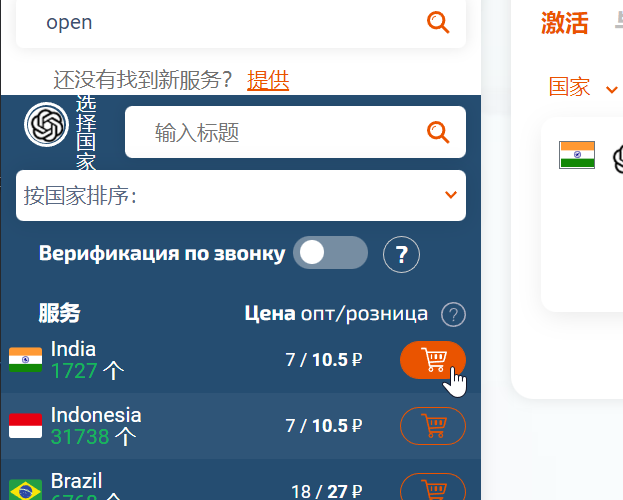 open
还没有找到新服务？ 提供
选择国家
输入标题
按国家排序:
Верификация по звонку ?
服务 Цена опт/розница ?
India
1727 个 7 / 10.5 ₽
Indonesia
31738 个 7 / 10.5 ₽
Brazil
18 / 27 ₽
激活
国家